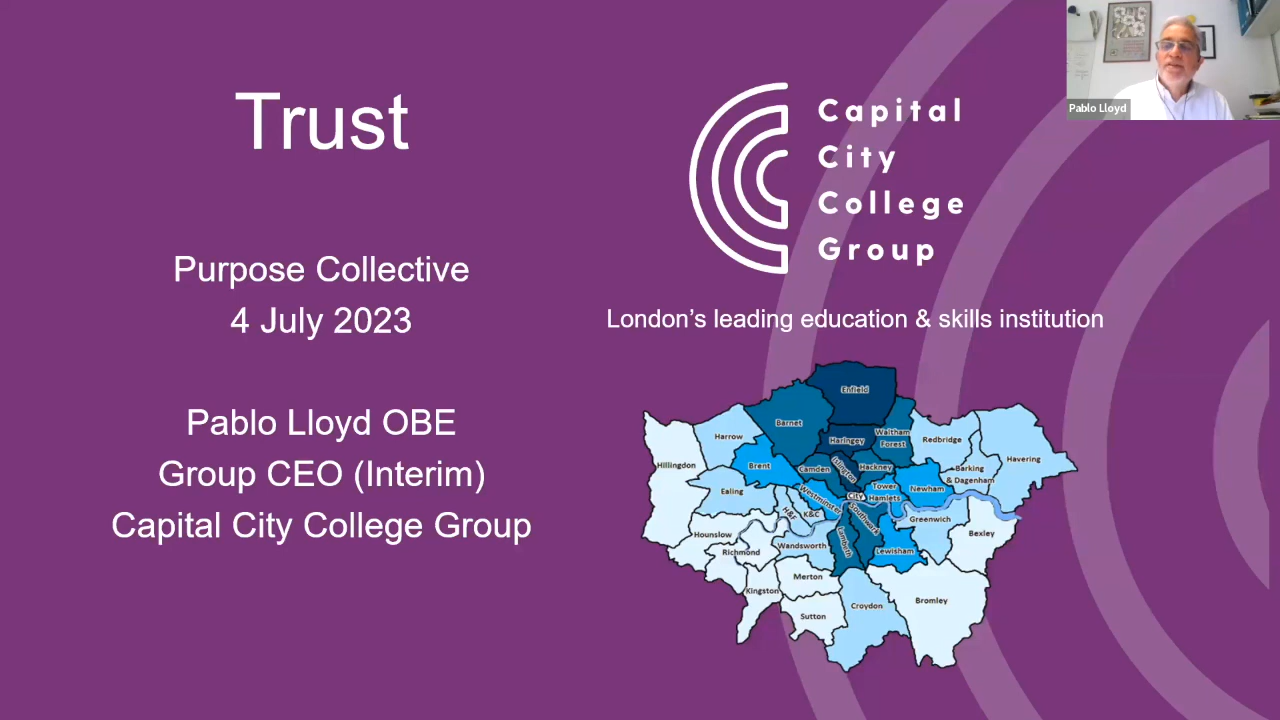 Trust
Purpose Collective
4 July 2023
Pablo Lloyd OBE
Group CEO (Interim)
Capital City College Group
Capital
City
College
Group
London’s leading education & skills institution
Enfield
Barnet
Harrow
Haringey
Waltham
Forest
Redbridge
Havering
Hillingdon
Brent
Camden
Islington
Hackney
Barking
& Dagenham
Ealing
Westminster
City
Tower
Hamlets
Newham
H&F
K&C
Southwark
Greenwich
Hounslow
Richmond
Wandsworth
Lambeth
Lewisham
Bexley
Merton
Kingston
Sutton
Croydon
Bromley
Pablo Lloyd